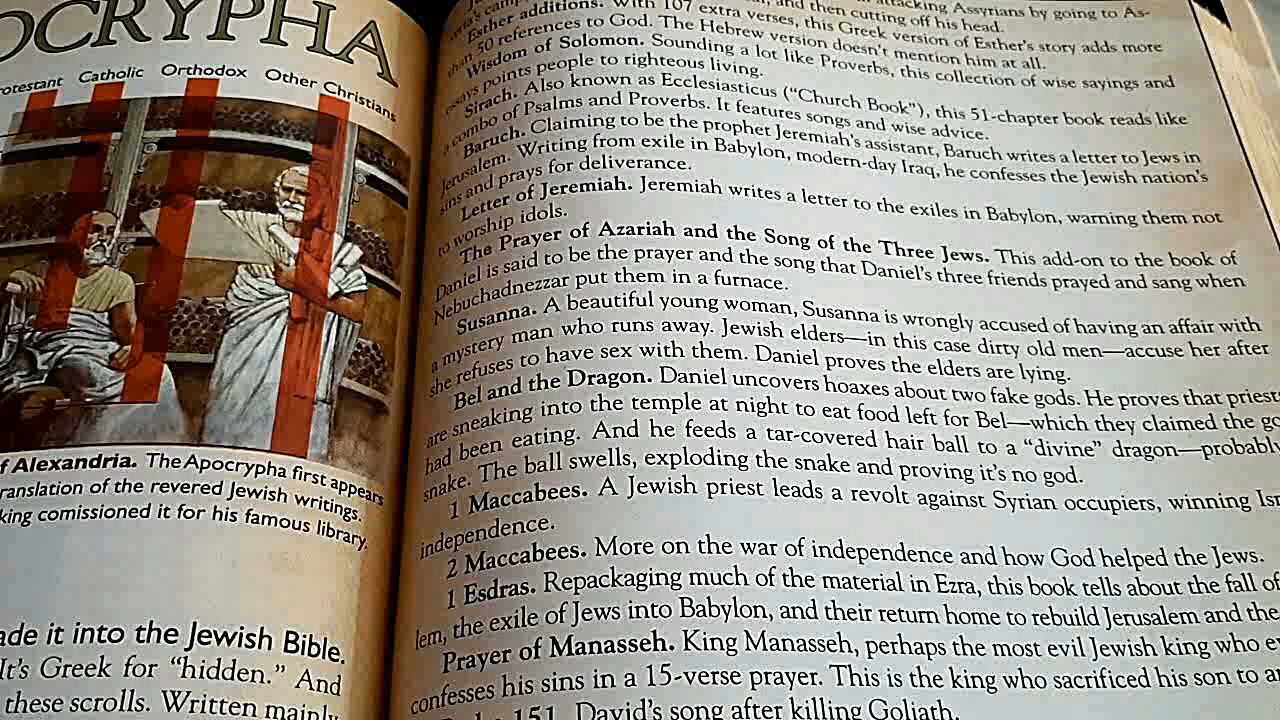 OCRYPHA
rotestant Catholic Orthodox Other Christians
f Alexandria. The Apocrypha first appears
ranslation of the revered Jewish writings.
king comissioned it for his famous library.
ade it into the Jewish Bible.
It's Greek for “hidden.” And
these scrolls. Written mainly
and then cutting off his head.
attacking Assyrians by going to As-
Esther additions. With 107 extra verses, this Greek version of Esther's story adds more
than 50 references to God. The Hebrew version doesn't mention him at all.
Wisdom of Solomon. Sounding a lot like Proverbs, this collection of wise sayings and
essays points people to righteous living.
Sirach. Also known as Ecclesiasticus (“Church Book”), this 51-chapter book reads like
a combo of Psalms and Proverbs. It features songs and wise advice.
Baruch. Claiming to be the prophet Jeremiah's assistant, Baruch writes a letter to Jews in
Jerusalem. Writing from exile in Babylon, modern-day Iraq, he confesses the Jewish nation's
sins and prays for deliverance.
Letter of Jeremiah. Jeremiah writes a letter to the exiles in Babylon, warning them not
to worship idols.
The Prayer of Azariah and the Song of the Three Jews. This add-on to the book of
Daniel is said to be the prayer and the song that Daniel's three friends prayed and sang when
Nebuchadnezzar put them in a furnace.
Susanna. A beautiful young woman, Susanna is wrongly accused of having an affair with
a mystery man who runs away. Jewish elders—in this case dirty old men—accuse her after
she refuses to have sex with them. Daniel proves the elders are lying.
Bel and the Dragon. Daniel uncovers hoaxes about two fake gods. He proves that priest
are sneaking into the temple at night to eat food left for Bel—which they claimed the go
had been eating. And he feeds a tar-covered hair ball to a “divine” dragon—probabl
snake. The ball swells, exploding the snake and proving it's no god.
1 Maccabees. A Jewish priest leads a revolt against Syrian occupiers, winning Isr
independence.
2 Maccabees. More on the war of independence and how God helped the Jews.
1 Esdras. Repackaging much of the material in Ezra, this book tells about the fall of
lem, the exile of Jews into Babylon, and their return home to rebuild Jerusalem and the
Prayer of Manasseh. King Manasseh, perhaps the most evil Jewish king who e
confesses his sins in a 15-verse prayer. This is the king who sacrificed his son to a
151. David's song after killing Goliath.